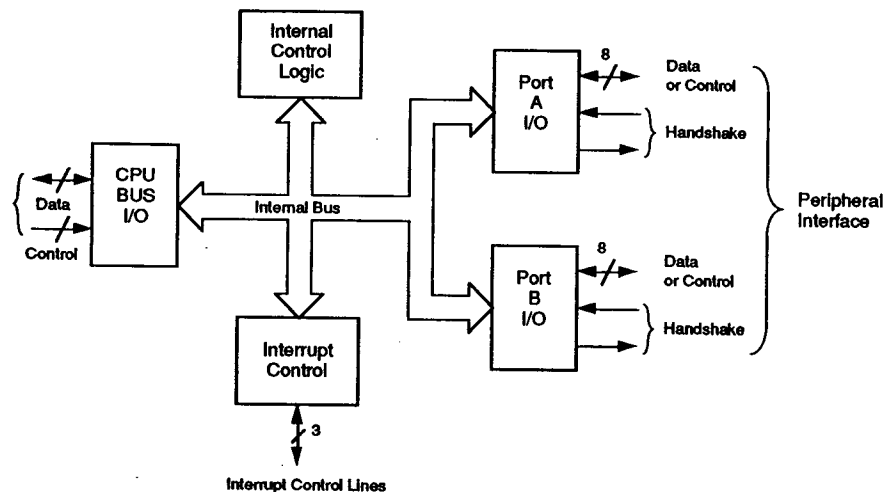 Internal
Control
Logic
CPU
BUS
I/O
Data
Control
Internal Bus
Interrupt
Control
3
Interrupt Control Lines
Port
A
I/O
8
Data
or Control
Handshake
Port
B
I/O
8
Data
or Control
Handshake
Peripheral
Interface